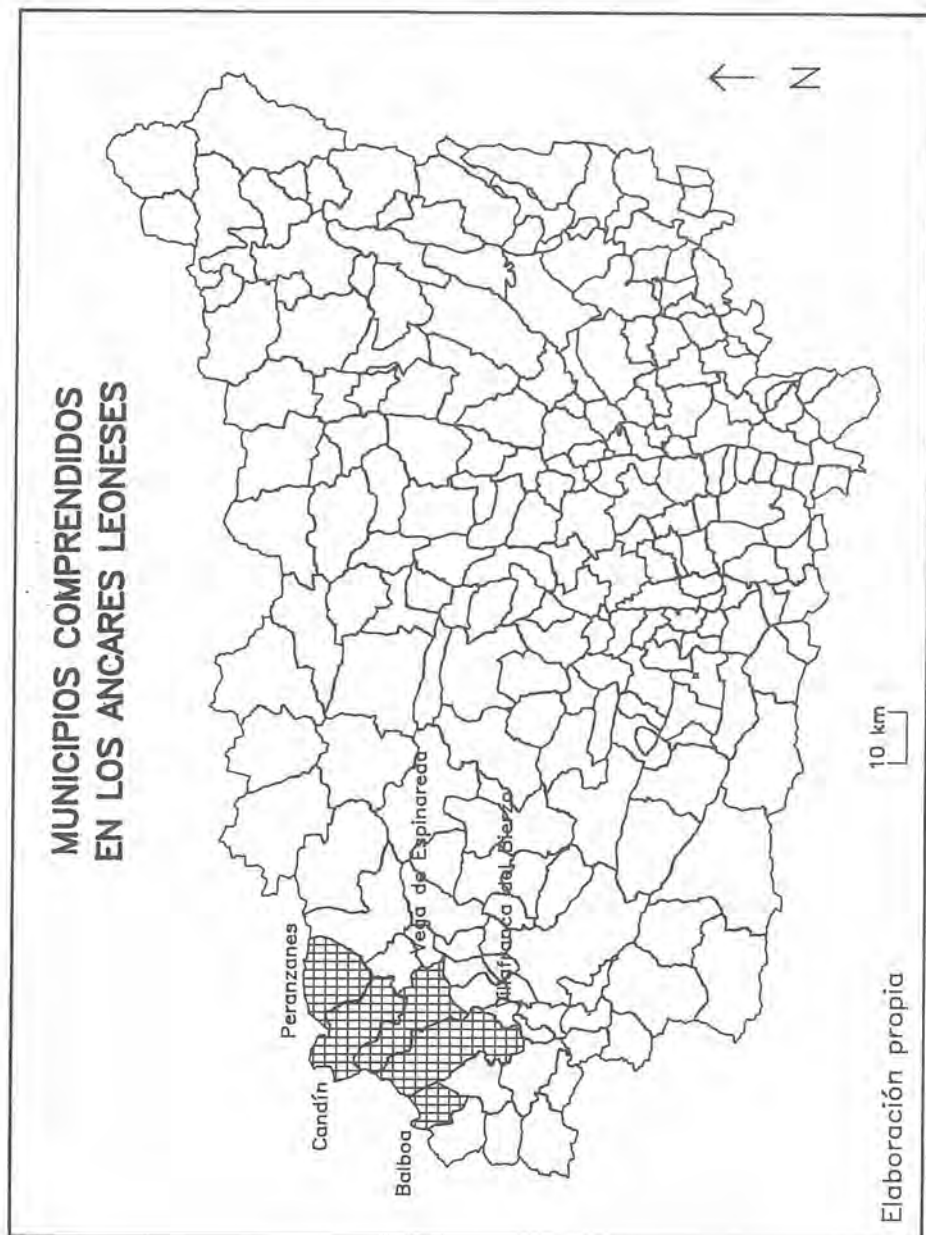 MUNICIPIOS COMPRENDIDOS
EN LOS ANCARES LEONESES
Peranzanes
Candín
Balboa
Vega de Espinareda
Villafranca del Bierzo
N
10 km
Elaboración propia